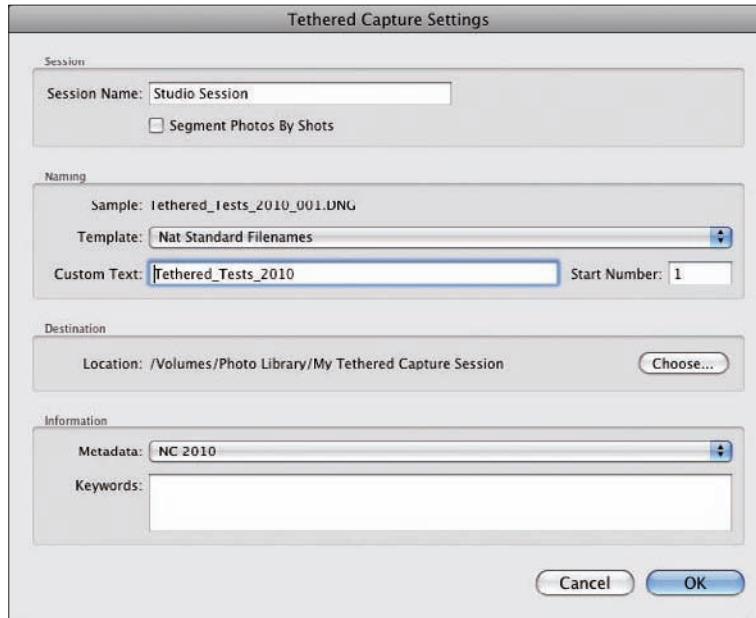 Tethered Capture Settings
Session
Session Name: Studio Session
Segment Photos By Shots
Naming
Sample: Tethered_Tests_2010_001.DNG
Template: Nat Standard Filenames
Custom Text: Tethered_Tests_2010 Start Number: 1
Destination
Location: /Volumes/Photo Library/My Tethered Capture Session Choose...
Information
Metadata: NC 2010
Keywords:
Cancel OK